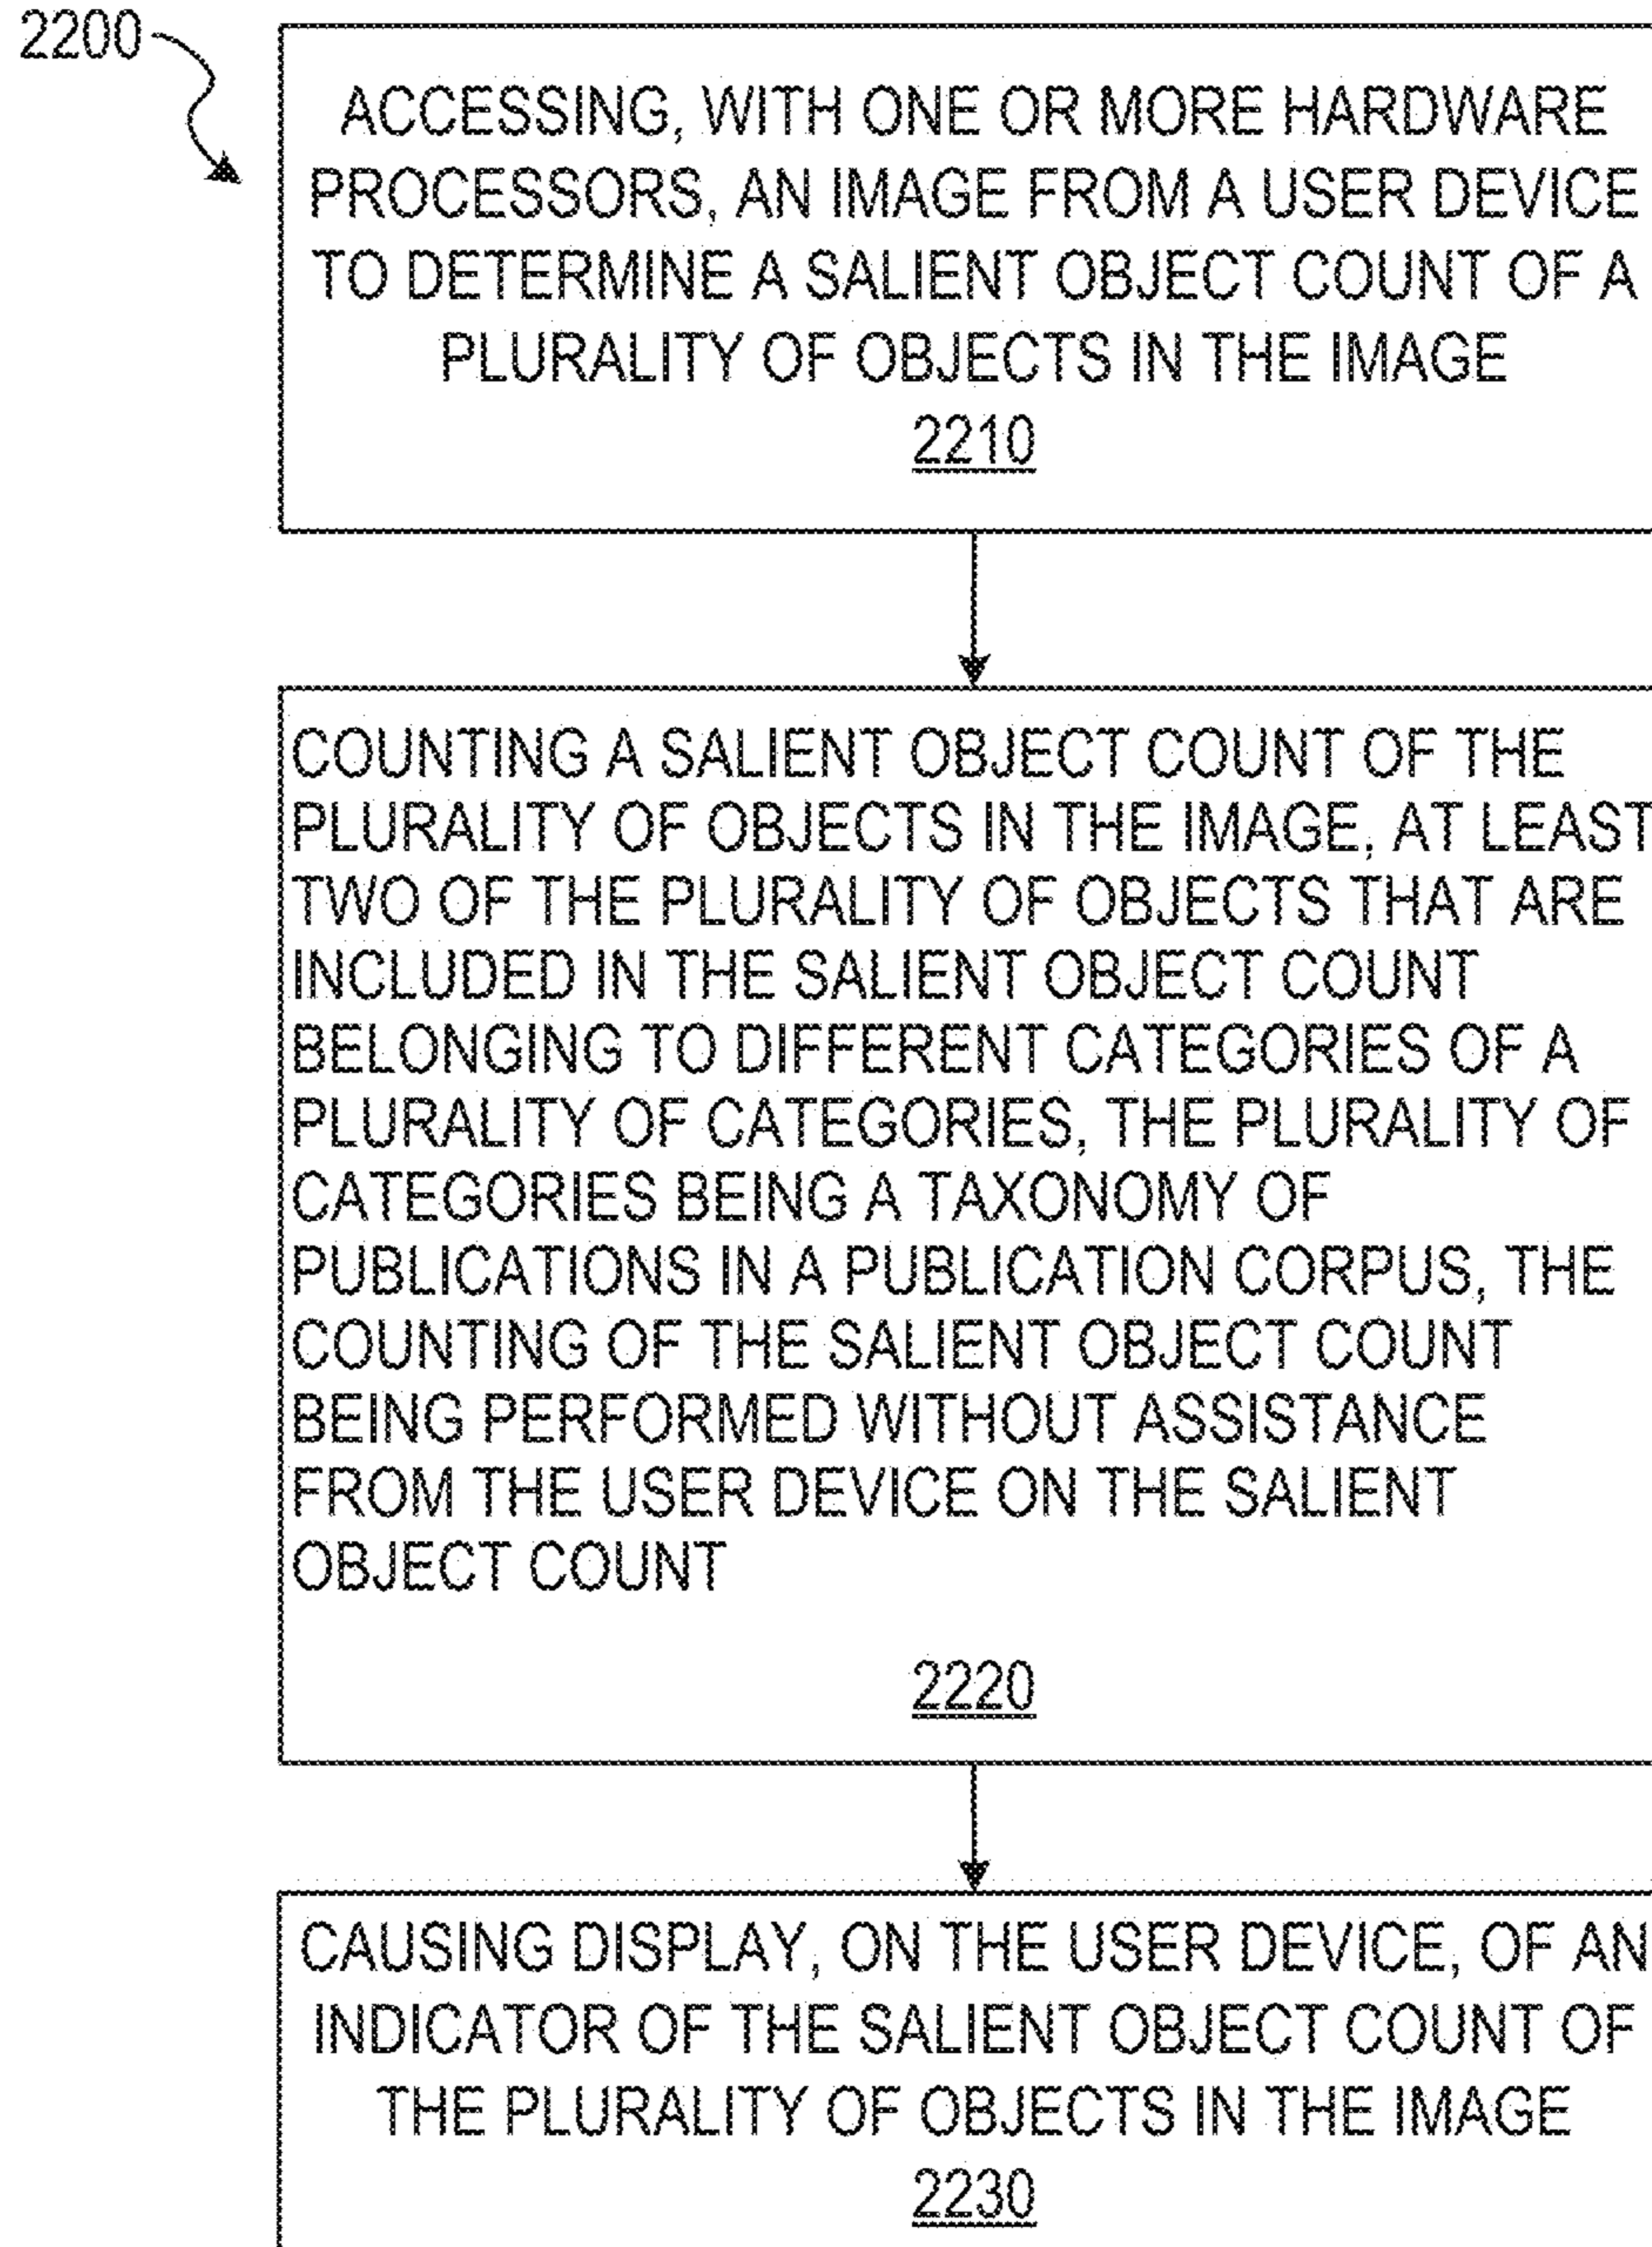 2200
ACCESSING, WITH ONE OR MORE HARDWARE
PROCESSORS, AN IMAGE FROM A USER DEVICE
TO DETERMINE A SALIENT OBJECT COUNT OF A
PLURALITY OF OBJECTS IN THE IMAGE
2210
COUNTING A SALIENT OBJECT COUNT OF THE
PLURALITY OF OBJECTS IN THE IMAGE, AT LEAST
TWO OF THE PLURALITY OF OBJECTS THAT ARE
INCLUDED IN THE SALIENT OBJECT COUNT
BELONGING TO DIFFERENT CATEGORIES OF A
PLURALITY OF CATEGORIES, THE PLURALITY OF
CATEGORIES BEING A TAXONOMY OF
PUBLICATIONS IN A PUBLICATION CORPUS, THE
COUNTING OF THE SALIENT OBJECT COUNT
BEING PERFORMED WITHOUT ASSISTANCE
FROM THE USER DEVICE ON THE SALIENT
OBJECT COUNT
2220
CAUSING DISPLAY, ON THE USER DEVICE, OF AN
INDICATOR OF THE SALIENT OBJECT COUNT OF
THE PLURALITY OF OBJECTS IN THE IMAGE
2230